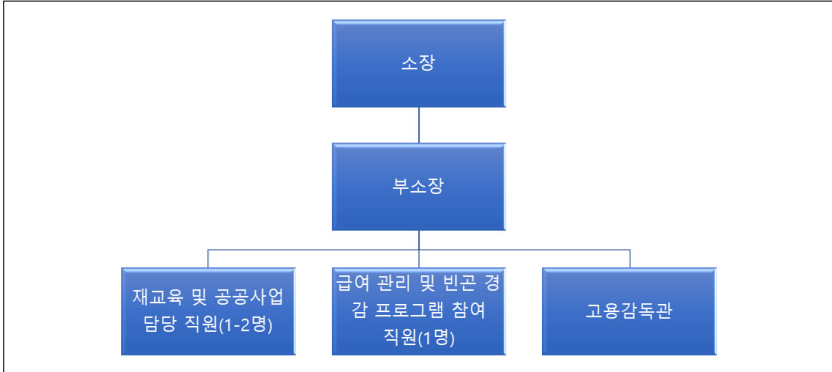 소장
부소장
재교육 및 공공사업
담당 직원(1-2명)
급여 관리 및 빈곤 경
감 프로그램 참여
직원(1명)
고용감독관